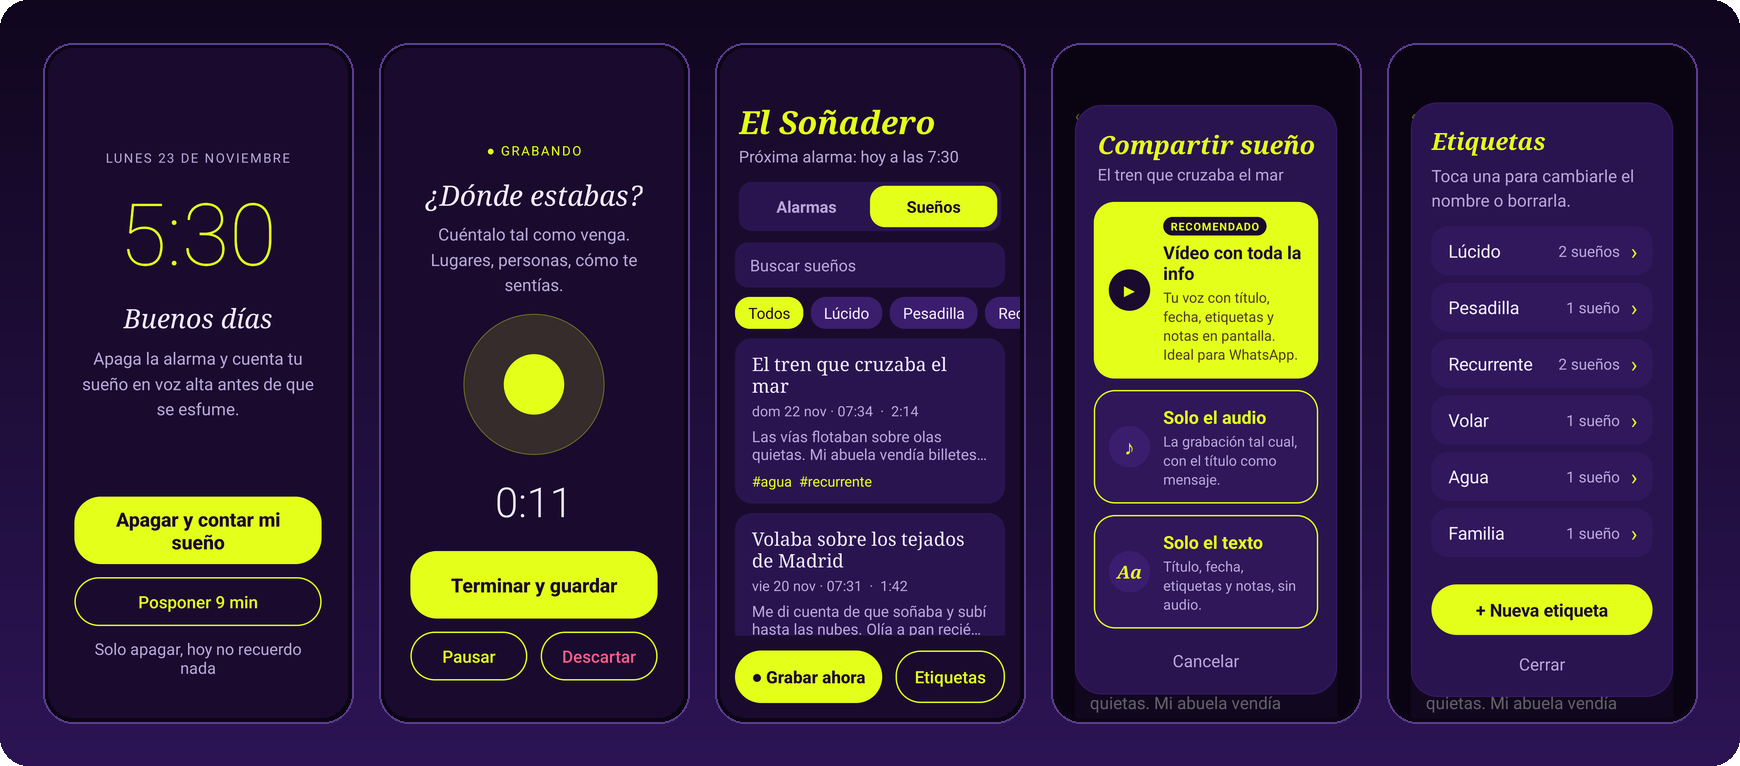 LUNES 23 DE NOVIEMBRE
5:30
Buenos días
Apaga la alarma y cuenta tu
sueño en voz alta antes de que
se esfume.
Apagar y contar mi
sueño
Posponer 9 min
Solo apagar, hoy no recuerdo
nada
● GRABANDO
¿Dónde estabas?
Cuéntalo tal como venga.
Lugares, personas, cómo te
sentías.
0:11
Terminar y guardar
Pausar
Descartar
El Soñadero
Próxima alarma: hoy a las 7:30
Alarmas
Sueños
Buscar sueños
Todos
Lúcido
Pesadilla
Rec
El tren que cruzaba el
mar
dom 22 nov · 07:34 · 2:14
Las vías flotaban sobre olas
quietas. Mi abuela vendía billetes…
#agua #recurrente
Volaba sobre los tejados
de Madrid
vie 20 nov · 07:31 · 1:42
Me di cuenta de que soñaba y subí
hasta las nubes. Olía a pan recié…
● Grabar ahora
Etiquetas
Compartir sueño
El tren que cruzaba el mar
RECOMENDADO
Vídeo con toda la
info
Tu voz con título,
fecha, etiquetas y
notas en pantalla.
Ideal para WhatsApp.
Solo el audio
La grabación tal cual,
con el título como
mensaje.
Aa
Solo el texto
Título, fecha,
etiquetas y notas, sin
audio.
Cancelar
quietas. Mi abuela vendía
Etiquetas
Toca una para cambiarle el
nombre o borrarla.
Lúcido 2 sueños ›
Pesadilla 1 sueño ›
Recurrente 2 sueños ›
Volar 1 sueño ›
Agua 1 sueño ›
Familia 1 sueño ›
+ Nueva etiqueta
Cerrar
quietas. Mi abuela vendía